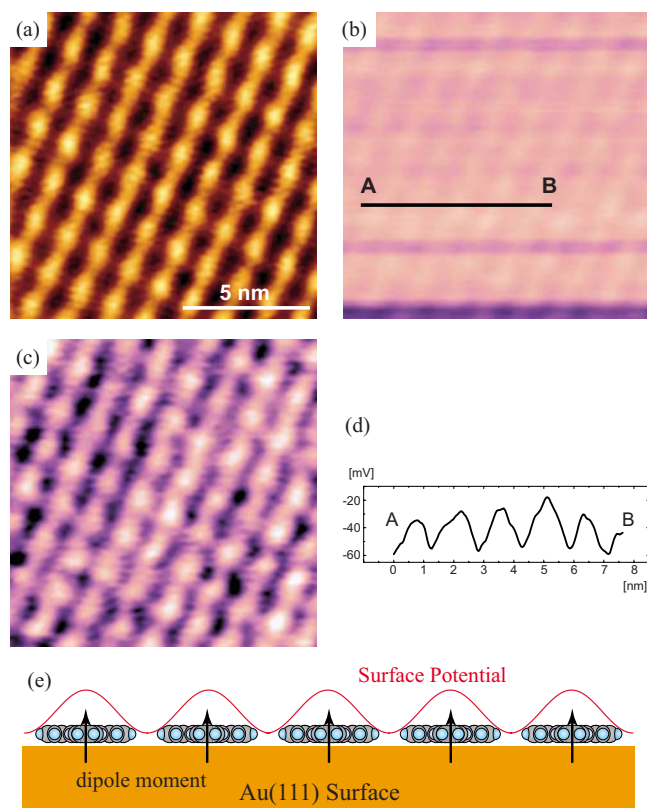 (a)
5 nm
(b)
A B
(c)
(d)
[mV]
-20
-40
-60
A B
0 1 2 3 4 5 6 7 8
[nm]
(e)
Surface Potential
dipole moment
Au(111) Surface